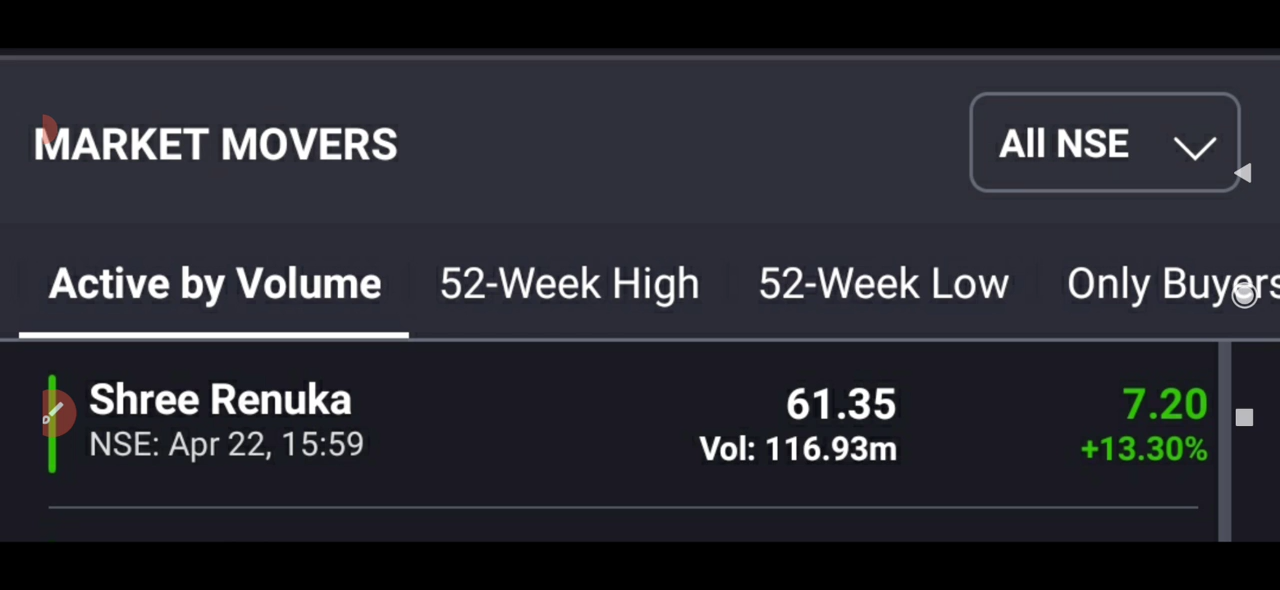 MARKET MOVERS
All NSE
Active by Volume 52-Week High 52-Week Low Only Buyers
Shree Renuka 61.35 7.20
NSE: Apr 22, 15:59 Vol: 116.93m +13.30%